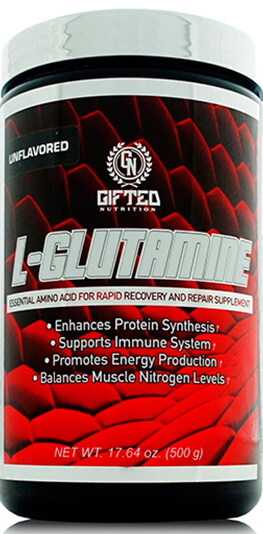 UNFLAVORED
GN
GIFTED
NUTRITION
L-GLUTAMINE
ESSENTIAL AMINO ACID FOR RAPID RECOVERY AND REPAIR SUPPLEMENT
• Enhances Protein Synthesis†
• Supports Immune System†
• Promotes Energy Production†
• Balances Muscle Nitrogen Levels†
NET WT. 17.64 oz. (500 g)